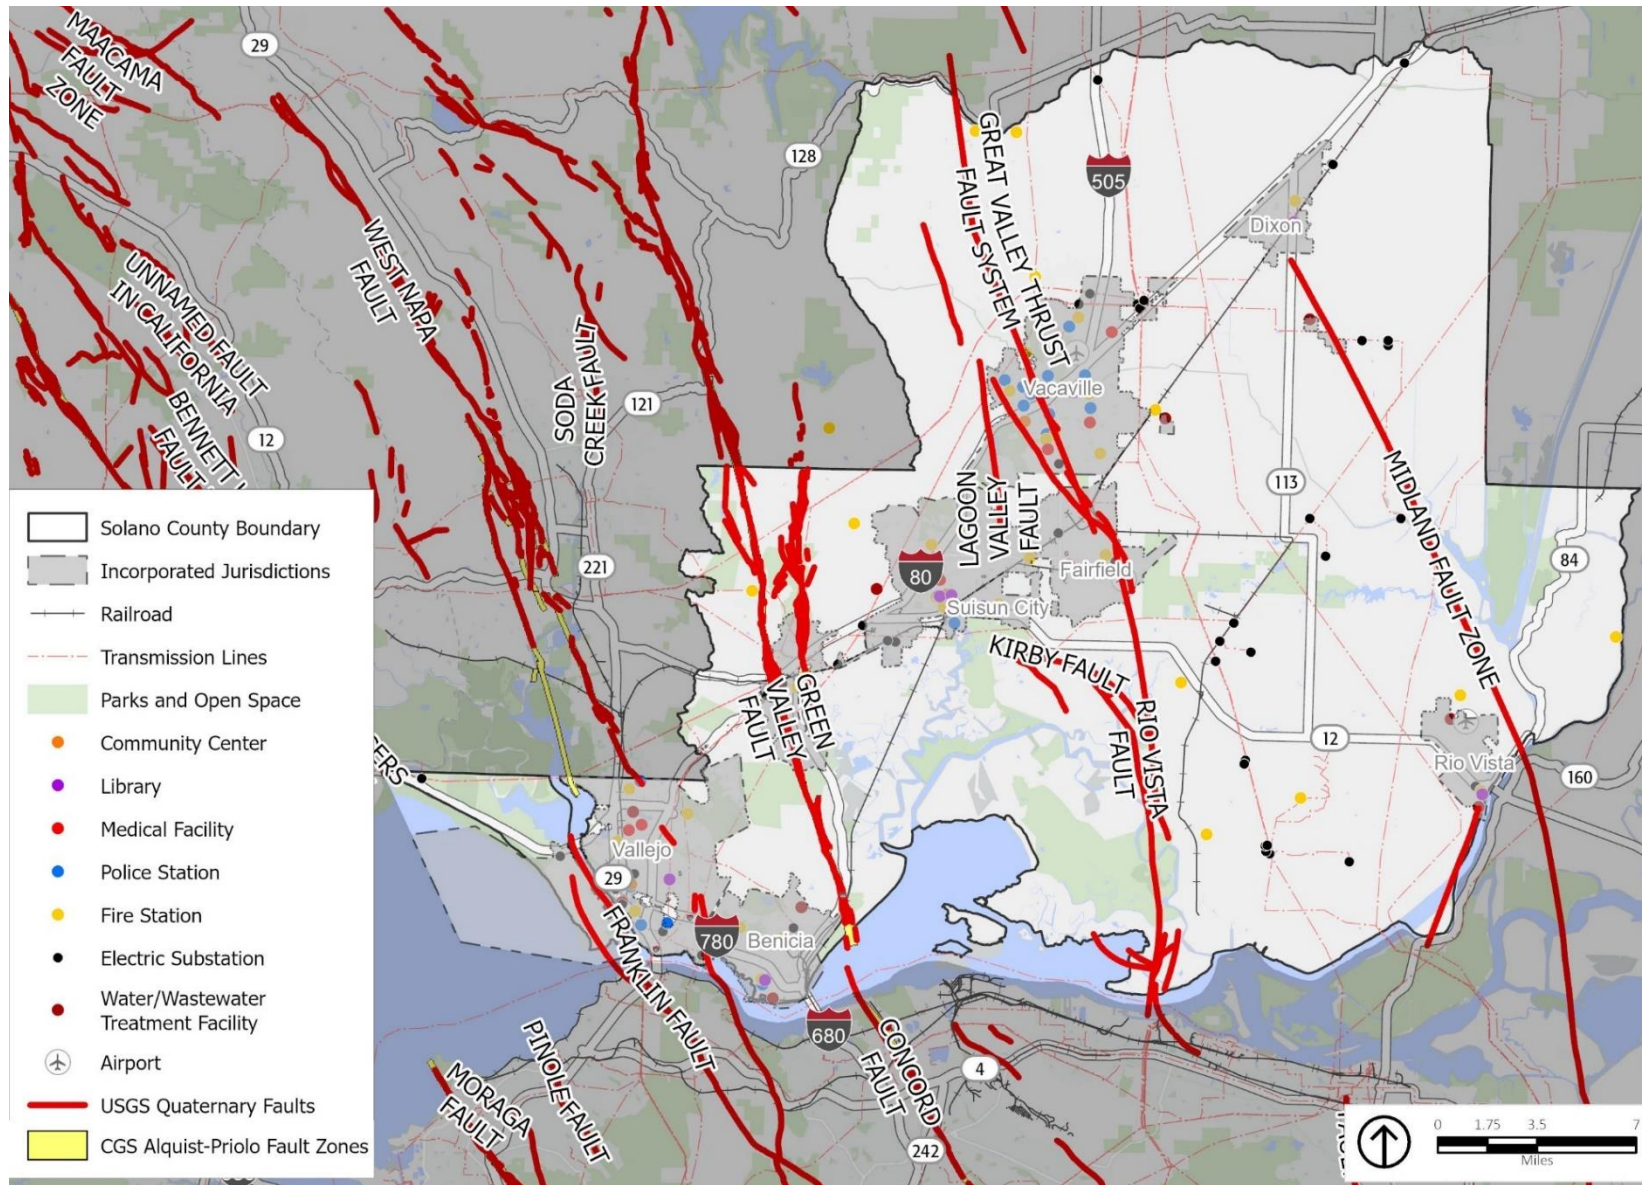 MAACAMA
FAULT
ZONE
29
128
GREAT VALLEY THRUST
FAULT SYSTEM
505
Dixon
WEST NAPA
FAULT
UNNAMED FAULT
IN CALIFORNIA
BENNETT
FAULT
12
SODA
CREEK FAULT
121
Vacaville
LAGOON
VALLEY
FAULT
113
MIDLAND FAULT ZONE
84
221
80
Fairfield
Suisun City
KIRBY FAULT
RIO VISTA
FAULT
GREEN
VALLEY
FAULT
12
Rio Vista
160
ERS
Vallejo
29
780
Benicia
FRANKLIN FAULT
680
CONCORD
FAULT
4
PINOLE FAULT
MORAGA
FAULT
242
Solano County Boundary
Incorporated Jurisdictions
Railroad
Transmission Lines
Parks and Open Space
Community Center
Library
Medical Facility
Police Station
Fire Station
Electric Substation
Water/Wastewater
Treatment Facility
Airport
USGS Quaternary Faults
CGS Alquist-Priolo Fault Zones
0 1.75 3.5 7
Miles